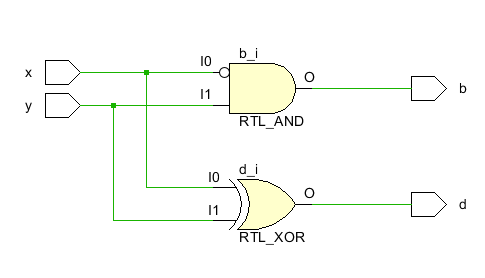 b_i
x
I0
O
b
y
I1
RTL_AND
d_i
I0
O
d
I1
RTL_XOR